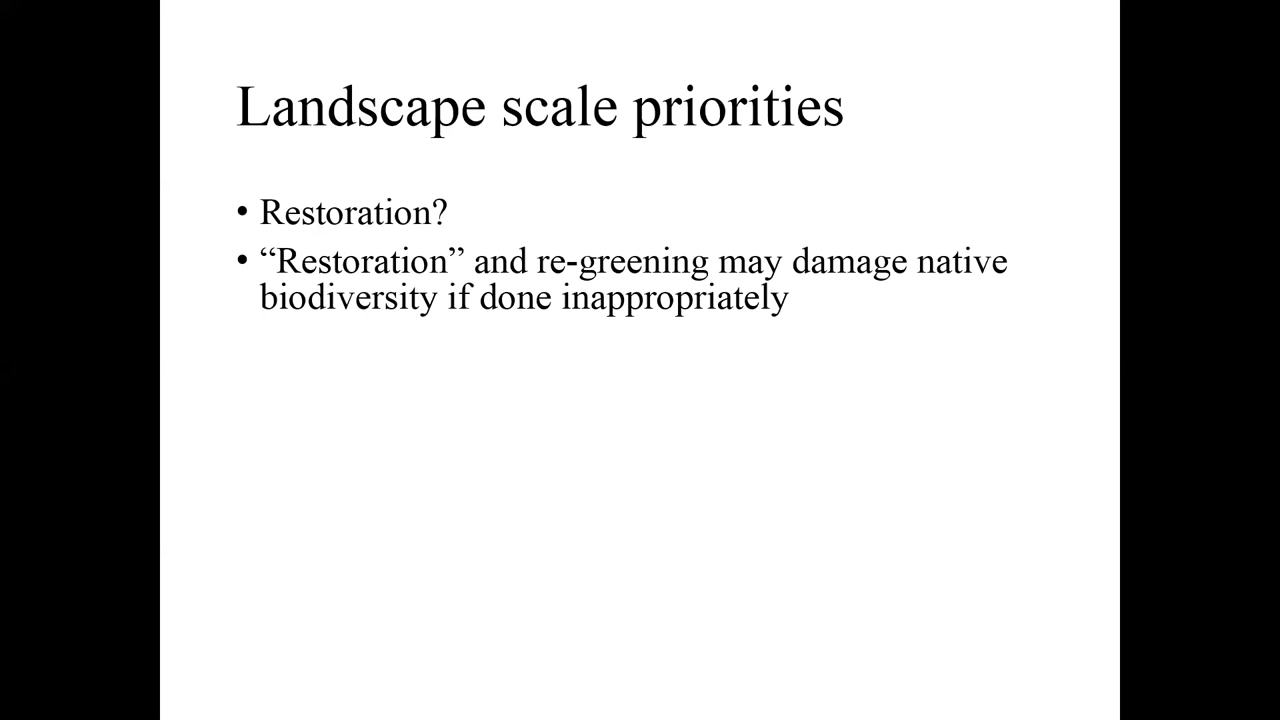 Landscape scale priorities
• Restoration?
• “Restoration” and re-greening may damage native
biodiversity if done inappropriately